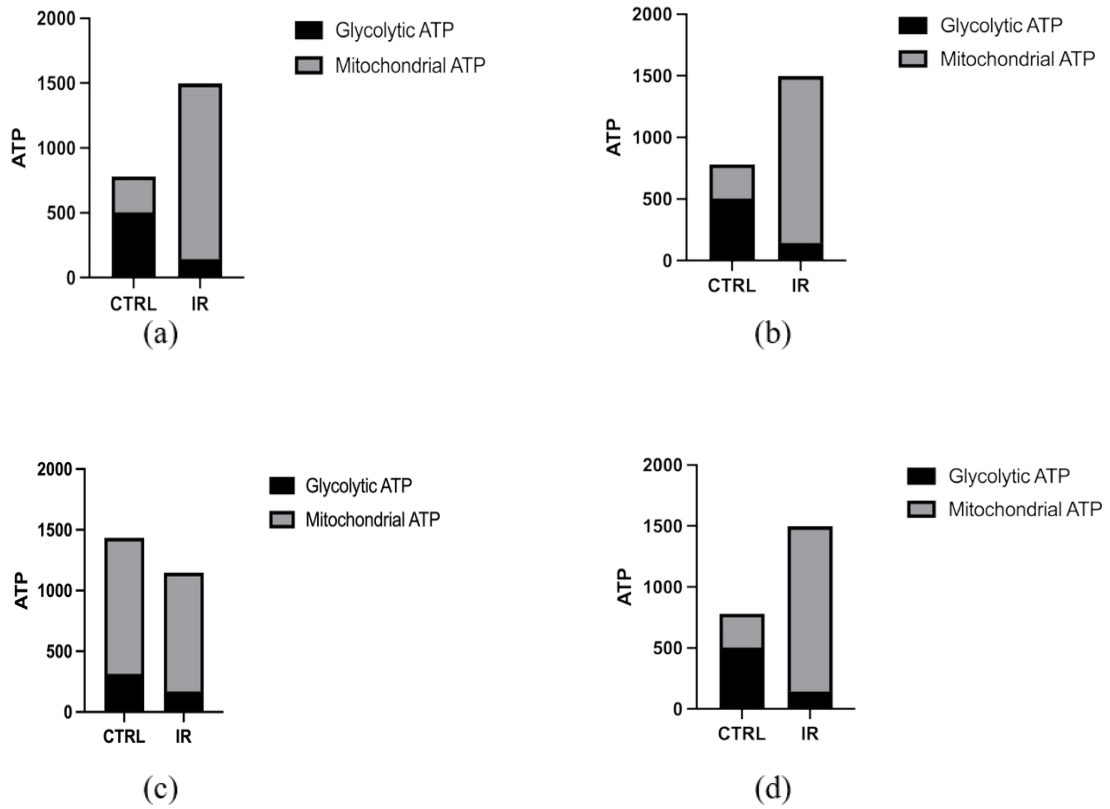 2000
1500
1000
500
0
ATP
CTRL IR
Glycolytic ATP
Mitochondrial ATP
(a)
2000
1500
1000
500
0
ATP
CTRL IR
Glycolytic ATP
Mitochondrial ATP
(b)
2000
1500
1000
500
0
ATP
CTRL IR
Glycolytic ATP
Mitochondrial ATP
(c)
2000
1500
1000
500
0
ATP
CTRL IR
Glycolytic ATP
Mitochondrial ATP
(d)